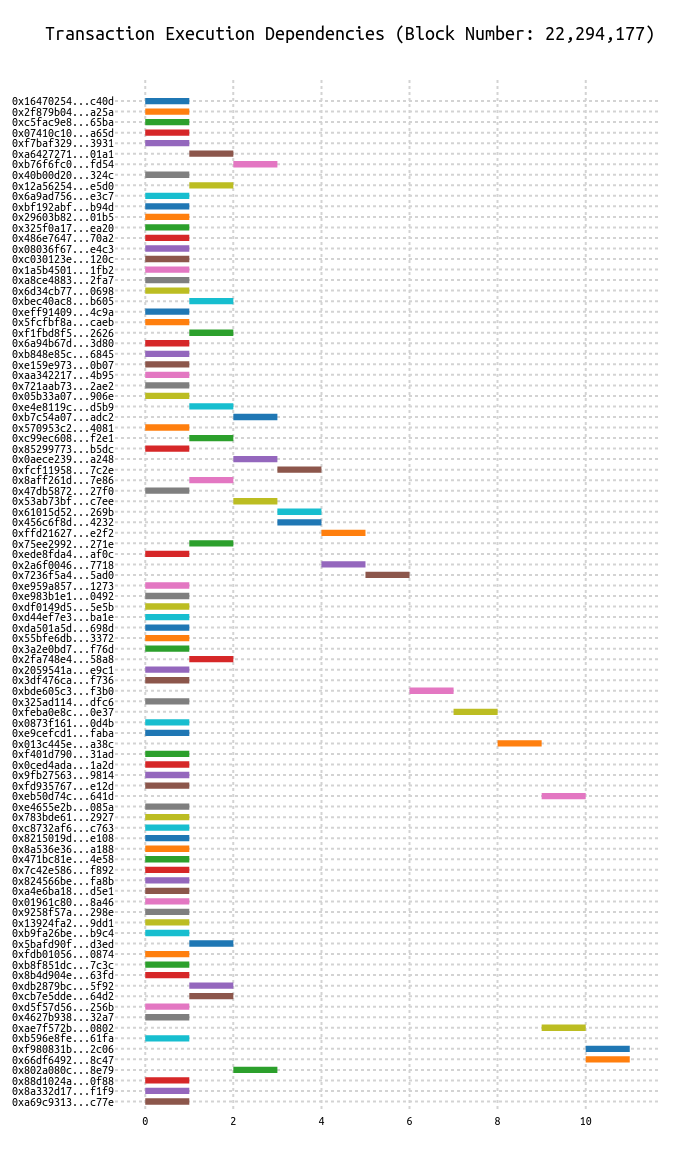 Transaction Execution Dependencies (Block Number: 22,294,177)
0x16470254...c40d
0x2f879b04...a25a
0xc5fac9e8...65ba
0x07410c10...a65d
0xf7baf329...3931
0xa6427271...01a1
0xb76f6fc0...fd54
0x40b00d20...324c
0x12a56254...e5d0
0x6a9ad756...e3c7
0xbf192abf...b94d
0x29603b82...01b5
0x325f0a17...ea20
0x486e7647...70a2
0x08036f67...e4c3
0xc030123e...120c
0x1a5b4501...1fb2
0xa8ce4883...2fa7
0x6d34cb77...0698
0xbec40ac8...b605
0xeff91409...4c9a
0x5fcfbf8a...caeb
0xf1fbd8f5...2626
0x6a94b67d...3d80
0xb848e85c...6845
0xe159e973...0b07
0xaa342217...4b95
0x721aab73...2ae2
0x05b33a07...906e
0xe4e8119c...d5b9
0xb7c54a07...adc2
0x570953c2...4081
0xc99ec608...f2e1
0x85299773...b5dc
0x0aece239...a248
0xfcf11958...7c2e
0x8aff261d...7e86
0x47db5872...27f0
0x53ab73bf...c7ee
0x61015d52...269b
0x456c6f8d...4232
0xffd21627...e2f2
0x75ee2992...271e
0xede8fda4...af0c
0x2a6f0046...7718
0x7236f5a4...5ad0
0xe959a857...1273
0xe983b1e1...0492
0xdf0149d5...5e5b
0xd44ef7e3...ba1e
0xda501a5d...698d
0x55bfe6db...3372
0x3a2e0bd7...f76d
0x2fa748e4...58a8
0x2059541a...e9c1
0x3df476ca...f736
0xbde605c3...f3b0
0x325ad114...dfc6
0xfeba0e8c...0e37
0x0873f161...0d4b
0xe9cefcd1...faba
0x013c445e...a38c
0xf401d790...31ad
0x0ced4ada...1a2d
0x9fb27563...9814
0xfd935767...e12d
0xeb50d74c...641d
0xe4655e2b...085a
0x783bde61...2927
0xc8732af6...c763
0x8215019d...e108
0x8a536e36...a188
0x471bc81e...4e58
0x7c42e586...f892
0x824566be...fa8b
0xa4e6ba18...d5e1
0x01961c80...8a46
0x9258f57a...298e
0x13924fa2...9dd1
0xb9fa26be...b9c4
0x5bafd90f...d3ed
0xfdb01056...0874
0xb8f851dc...7c3c
0x8b4d904e...63fd
0xdb2879bc...5f92
0xcb7e5dde...64d2
0xd5f57d56...256b
0x4627b938...32a7
0xae7f572b...0802
0xb596e8fe...61fa
0xf980831b...2c06
0x66df6492...8c47
0x802a080c...8e79
0x88d1024a...0f88
0x8a332d17...f1f9
0xa69c9313...c77e
0 2 4 6 8 10